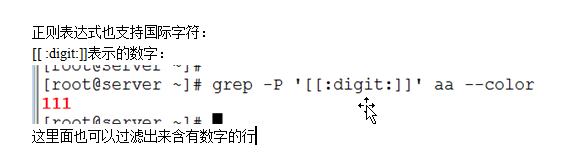 正则表达式也支持国际字符：
[[ :digit:]]表示的数字：
[root@server ~]#
[root@server ~]# grep -P '[[:digit:]]' aa --color
111
[root@server ~]#
这里面也可以过滤出来含有数字的行